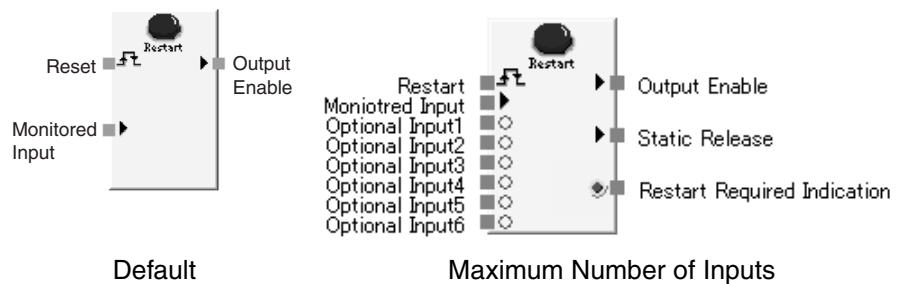 Restart
Reset
Output
Enable
Monitored
Input
Default
Restart
Restart
Moniotred Input
Optional Input1
Optional Input2
Optional Input3
Optional Input4
Optional Input5
Optional Input6
Output Enable
Static Release
Restart Required Indication
Maximum Number of Inputs